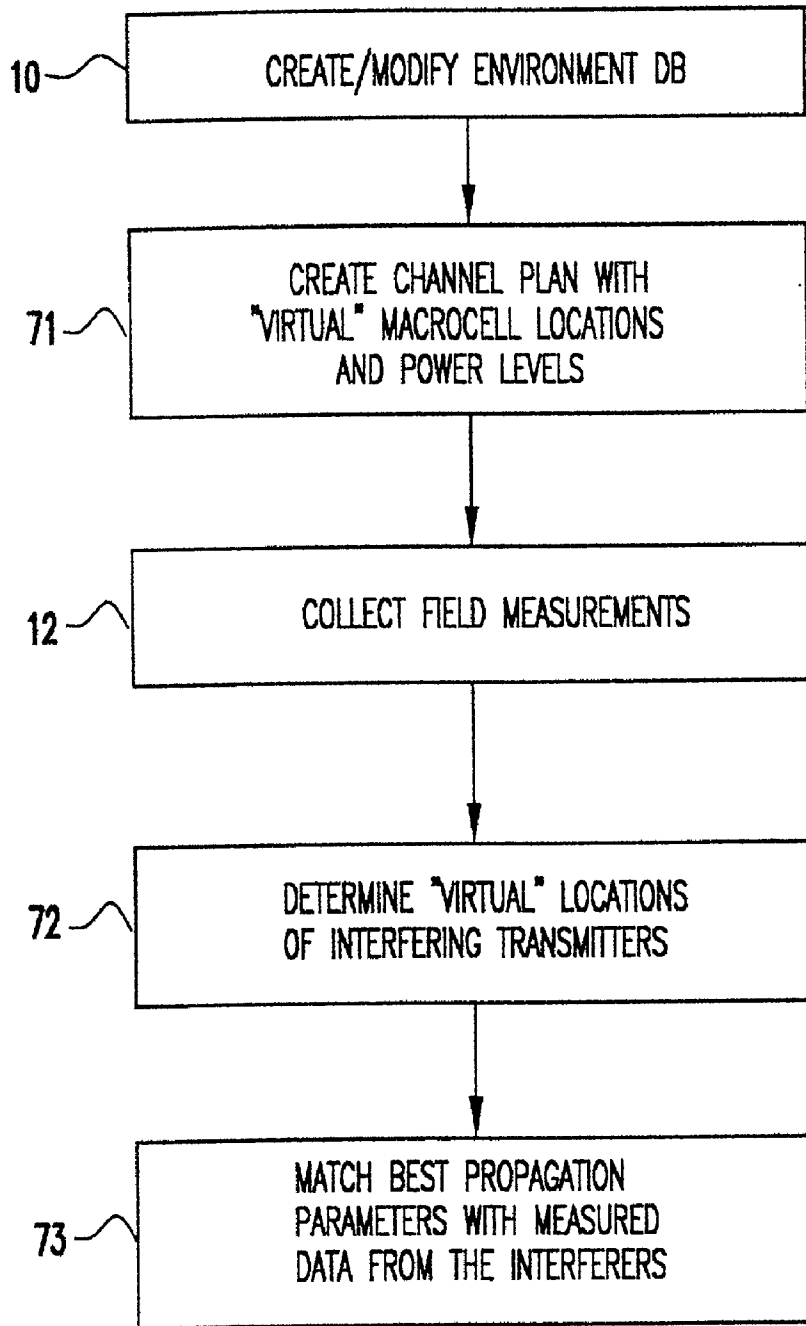 10
CREATE/MODIFY ENVIRONMENT DB
71
CREATE CHANNEL PLAN WITH
"VIRTUAL" MACROCELL LOCATIONS
AND POWER LEVELS
12
COLLECT FIELD MEASUREMENTS
72
DETERMINE "VIRTUAL" LOCATIONS
OF INTERFERING TRANSMITTERS
73
MATCH BEST PROPAGATION
PARAMETERS WITH MEASURED
DATA FROM THE INTERFERERS